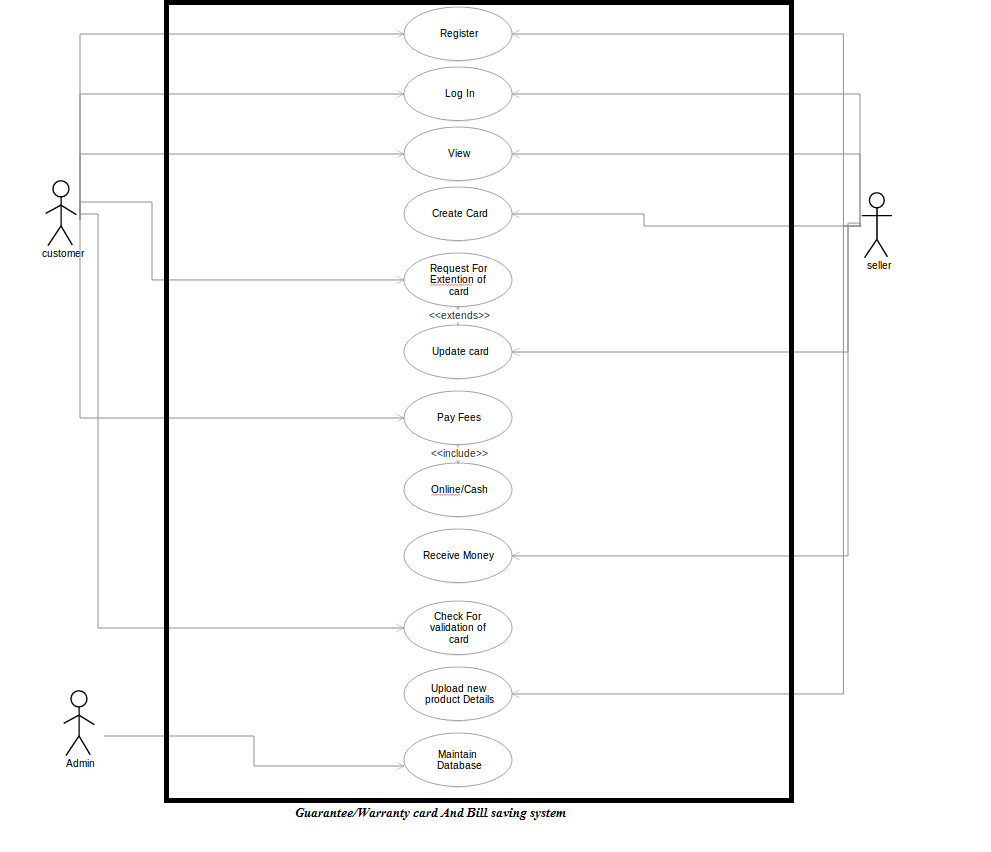 Register
Log In
View
Create Card
customer
seller
Request For
Extention of
card
<<extends>>
Update card
Pay Fees
<<include>>
Online/Cash
Receive Money
Check For
validation of
card
Upload new
product Details
Admin
Maintain
Database
Guarantee/Warranty card And Bill saving system